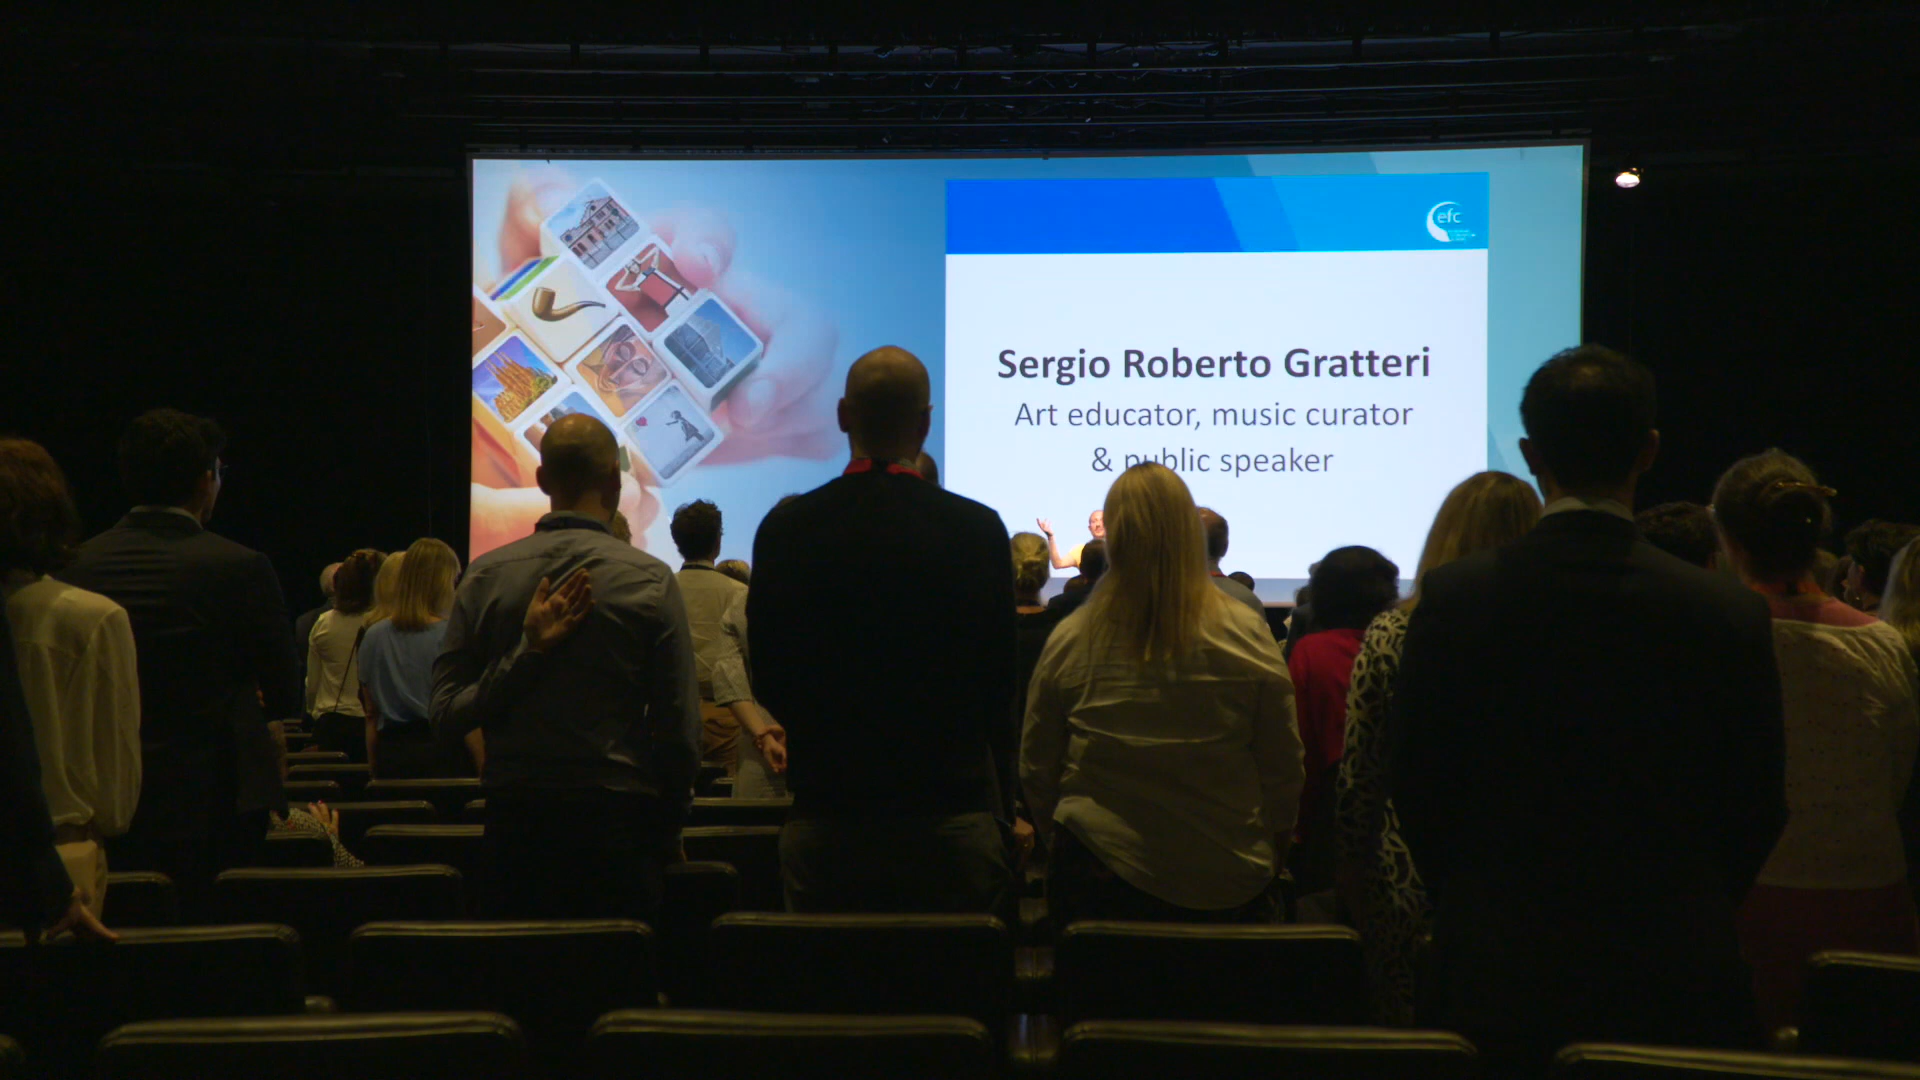 efc
Sergio Roberto Gratteri
Art educator, music curator
& public speaker